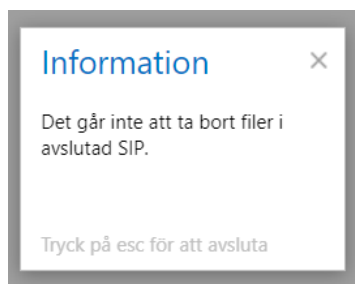 Information
Det går inte att ta bort filer i
avslutad SIP.
Tryck på esc för att avsluta